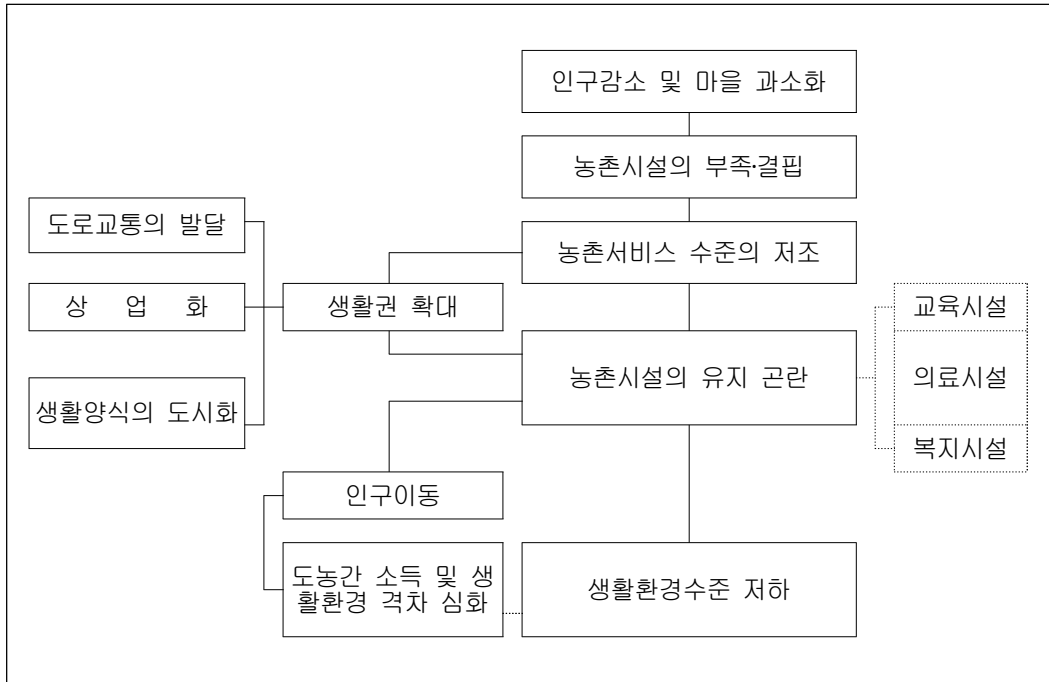 인구감소 및 마을 과소화
농촌시설의 부족·결핍
도로교통의 발달
농촌서비스 수준의 저조
상 업 화
생활권 확대
교육시설
농촌시설의 유지 곤란
의료시설
생활양식의 도시화
복지시설
인구이동
도농간 소득 및 생
활환경 격차 심화
생활환경수준 저하